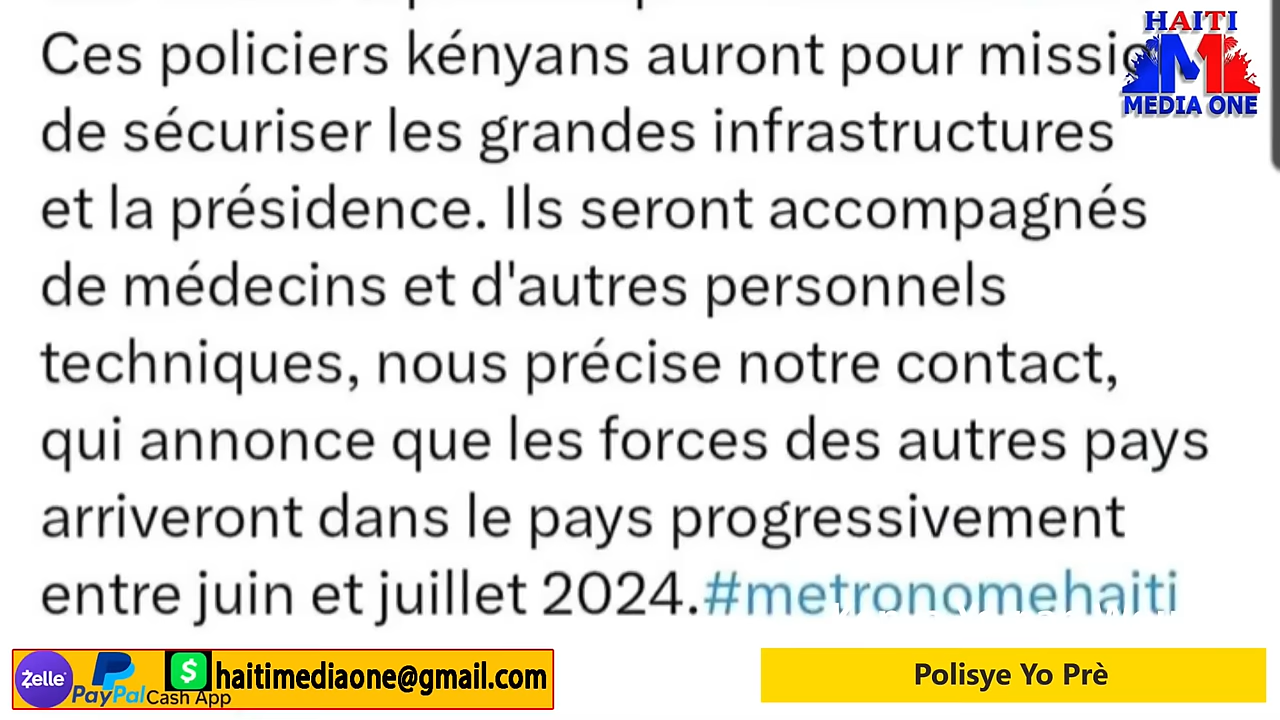 Ces policiers kényans auront pour missio
de sécuriser les grandes infrastructures
et la présidence. Ils seront accompagnés
de médecins et d'autres personnels
techniques, nous précise notre contact,
qui annonce que les forces des autres pays
arriveront dans le pays progressivement
entre juin et juillet 2024.#metronomehaiti
HAITI
M
MEDIA ONE
Zelle
PayPal
$
Cash App
haitimediaone@gmail.com
Polisye Yo Prè